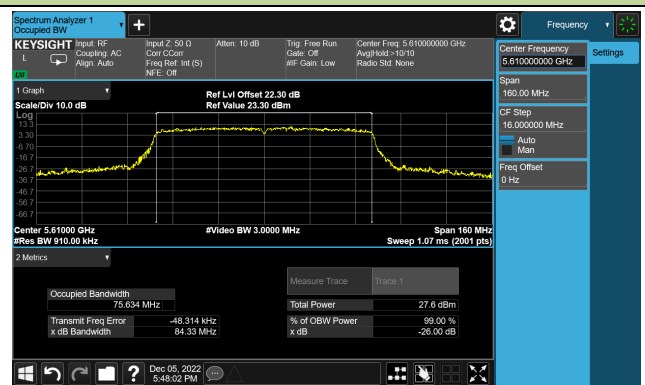 Spectrum Analyzer 1
Occupied BW
Frequency
KEYSIGHT
L
LXI
Input: RF
Coupling: AC
Align: Auto
Input Z: 50 Ω
Corr CCorr
Freq Ref: Int (S)
NFE: Off
Atten: 10 dB
Trig: Free Run
Gate: Off
#IF Gain: Low
Center Freq: 5.610000000 GHz
Avg|Hold:>10/10
Radio Std: None
Center Frequency
5.610000000 GHz
Settings
Span
160.00 MHz
CF Step
16.000000 MHz
Auto
Man
Freq Offset
0 Hz
1 Graph
Scale/Div 10.0 dB
Ref Lvl Offset 22.30 dB
Ref Value 23.30 dBm
Log
13.3
3.30
-6.70
-16.7
-26.7
-36.7
-46.7
-56.7
-66.7
Center 5.61000 GHz
#Video BW 3.0000 MHz
Span 160 MHz
#Res BW 910.00 kHz
Sweep 1.07 ms (2001 pts)
2 Metrics
Measure Trace
Trace 1
Occupied Bandwidth
75.634 MHz
Total Power
27.6 dBm
Transmit Freq Error
-48.314 kHz
% of OBW Power
99.00 %
x dB Bandwidth
84.33 MHz
x dB
-26.00 dB
?
Dec 05, 2022
5:48:02 PM